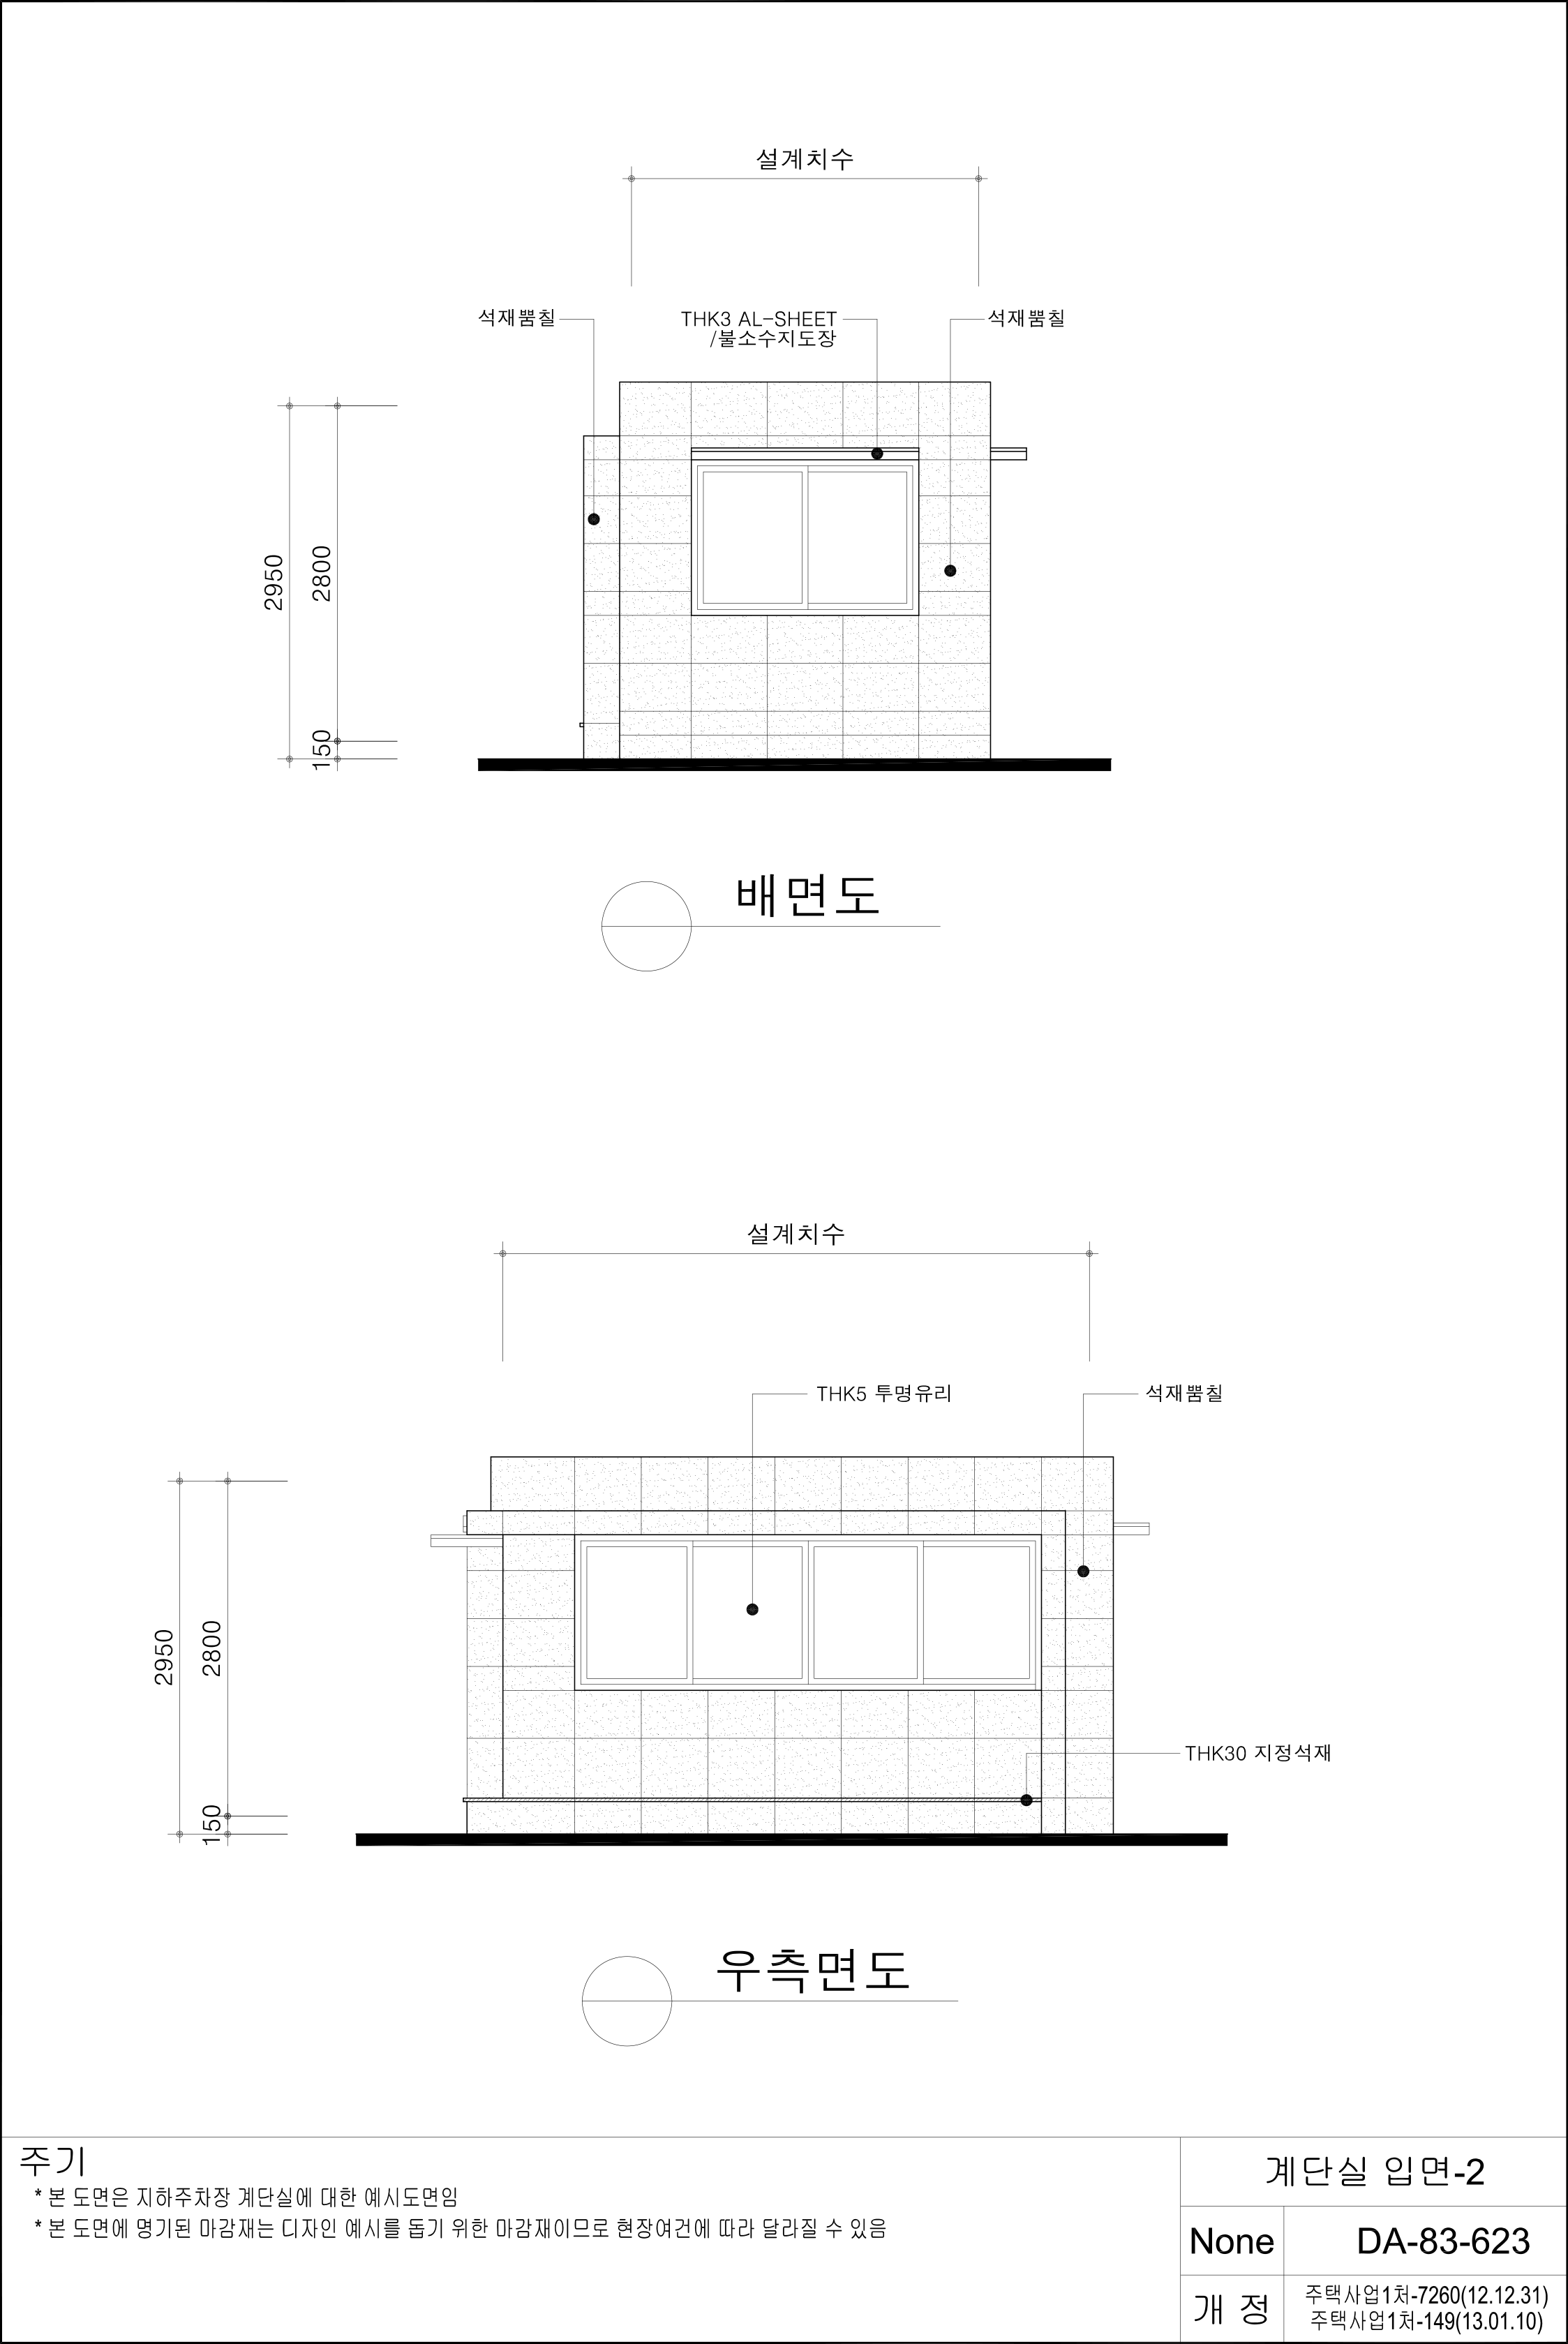 설계치수
석재뿜칠
THK3 AL-SHEET
/불소수지도장
석재뿜칠
2950
2800
150
배면도
설계치수
THK5 투명유리
석재뿜칠
2950
2800
150
THK30 지정석재
우측면도
주기
* 본 도면은 지하주차장 계단실에 대한 예시도면임
* 본 도면에 명기된 마감재는 디자인 예시를 돕기 위한 마감재이므로 현장여건에 따라 달라질 수 있음
계단실 입면-2
None DA-83-623
개 정
주택사업1처-7260(12.12.31)
주택사업1처-149(13.01.10)